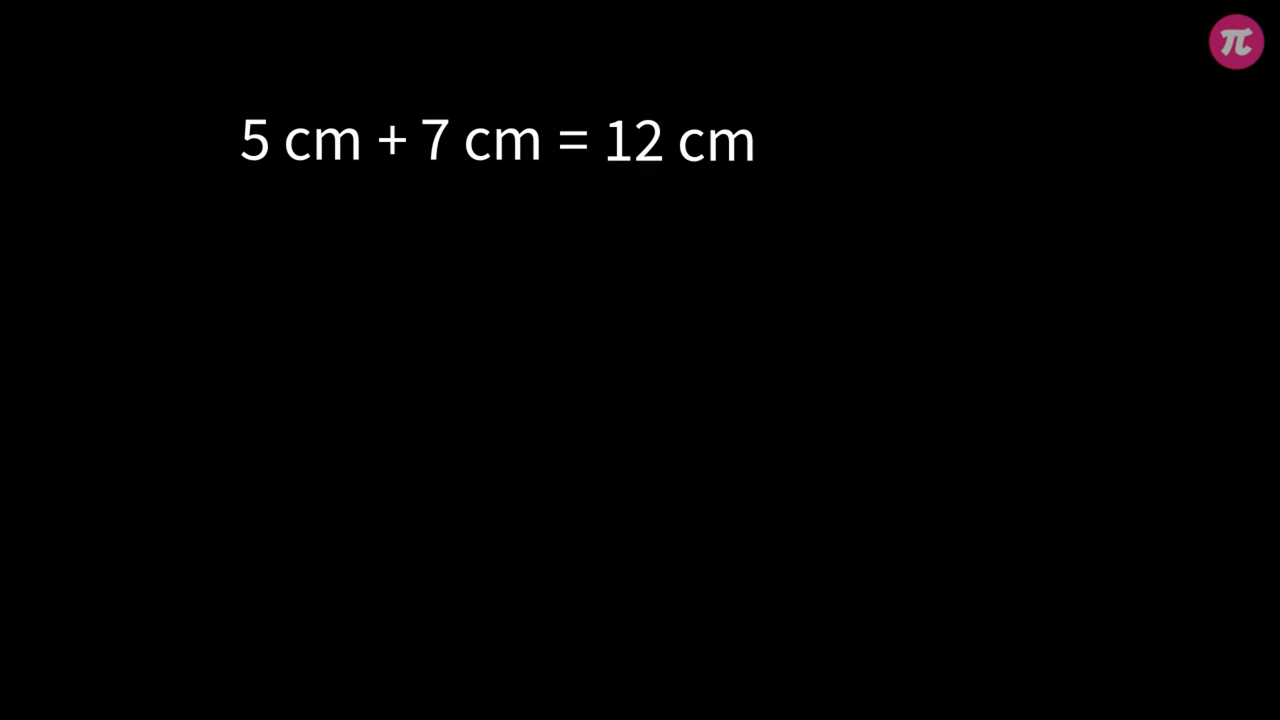 5 cm + 7 cm = 12 cm
π